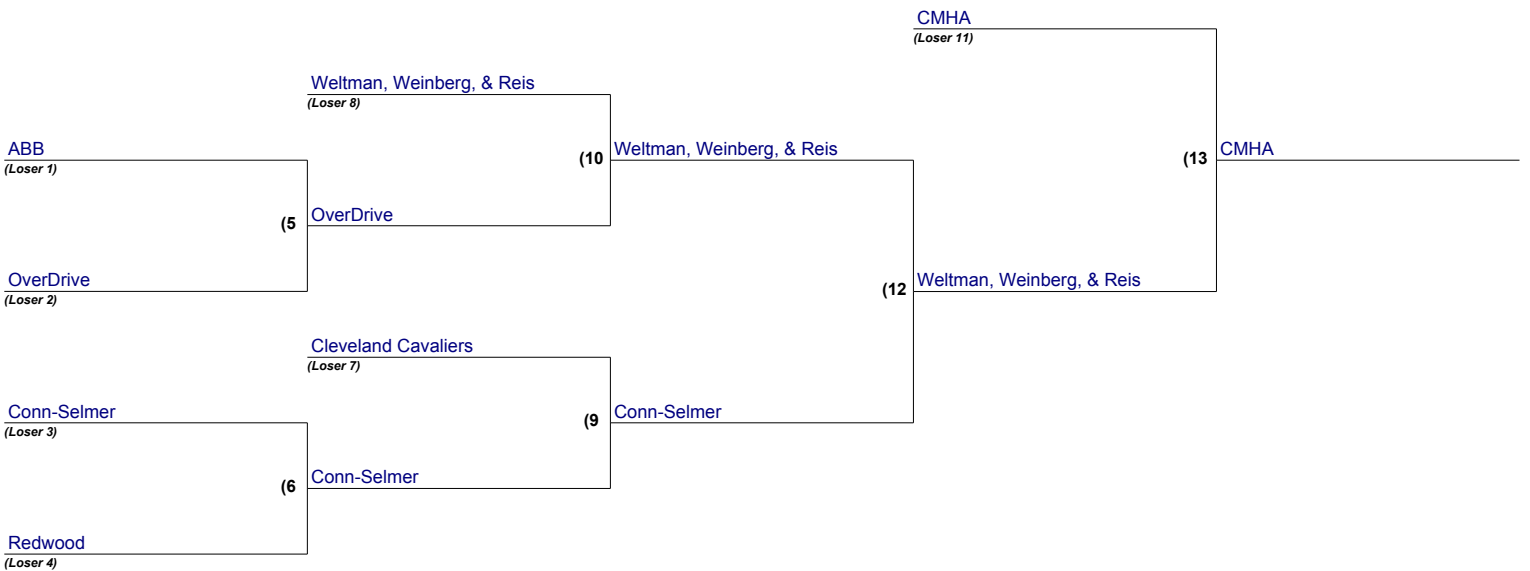 CMHA
(Loser 11)
Weltman, Weinberg, & Reis
(Loser 8)
ABB
(Loser 1)
(10
Weltman, Weinberg, & Reis
(13
CMHA
(5
OverDrive
OverDrive
(Loser 2)
(12
Weltman, Weinberg, & Reis
Cleveland Cavaliers
(Loser 7)
Conn-Selmer
(Loser 3)
(9
Conn-Selmer
(6
Conn-Selmer
Redwood
(Loser 4)